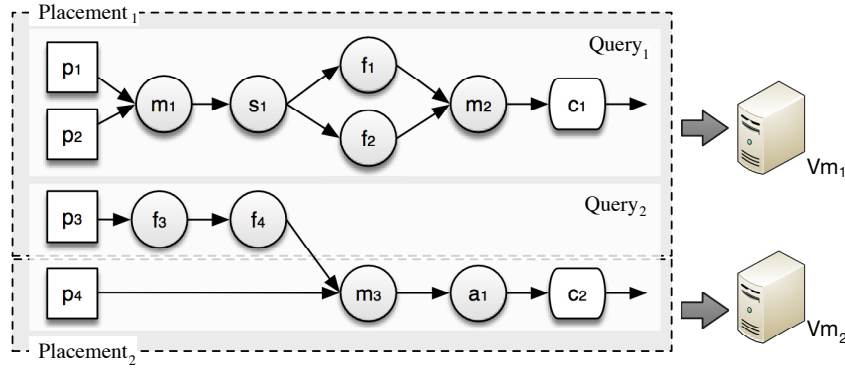 Placement1
Query1
p1
f1
m1
s1
m2
c1
p2
f2
Vm1
Query2
p3
f3
f4
p4
m3
a1
c2
Vm2
Placement2